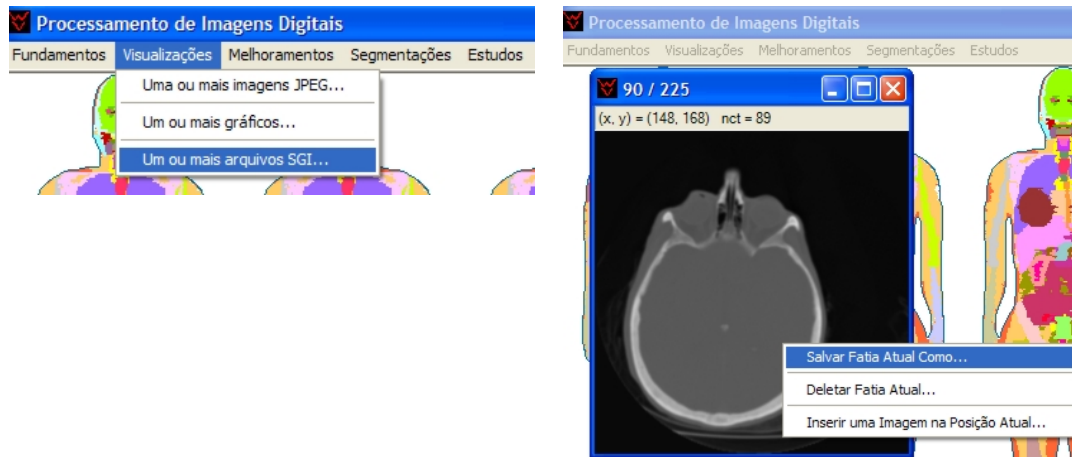 Processamento de Imagens Digitais
Fundamentos Visualizações Melhoramentos Segmentações Estudos
Uma ou mais imagens JPEG...
Um ou mais gráficos...
Um ou mais arquivos SGI...
Processamento de Imagens Digitais
Fundamentos Visualizações Melhoramentos Segmentações Estudos
90 / 225
(x, y) = (148, 168) nct = 89
Salvar Fatia Atual Como...
Deletar Fatia Atual...
Inserir uma Imagem na Posição Atual...